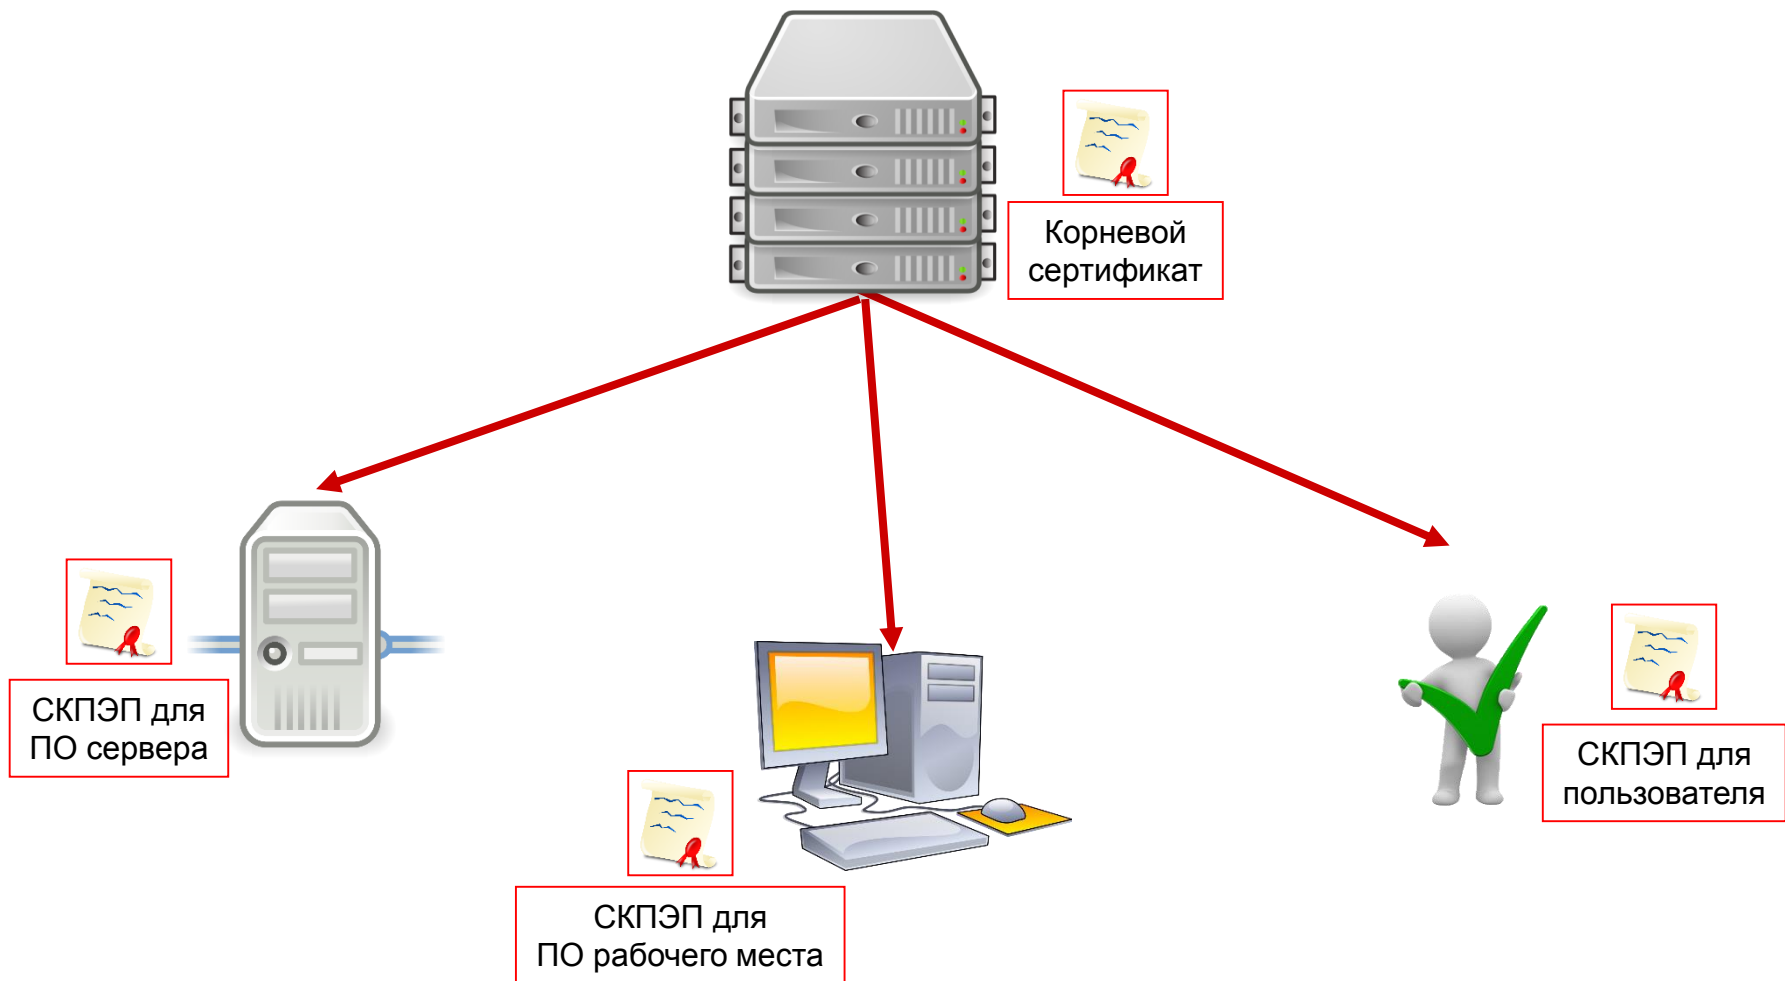 Корневой
сертификат
СКПЭП для
ПО сервера
СКПЭП для
пользователя
СКПЭП для
ПО рабочего места